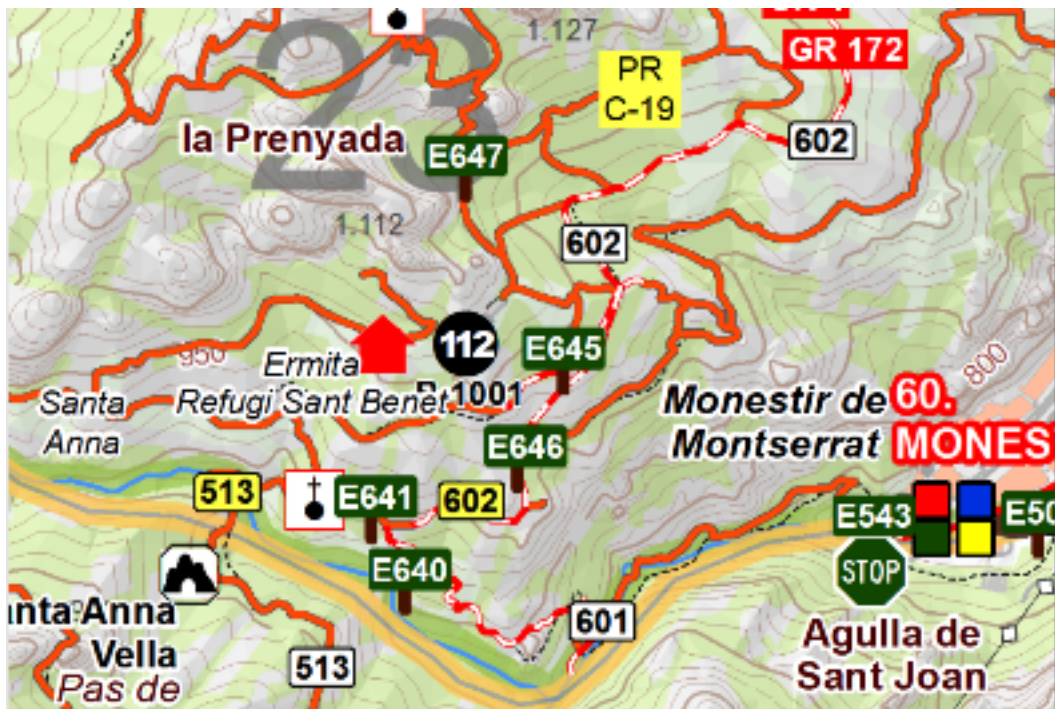 1.127
GR 172
PR
C-19
23
602
la Prenyada
E647
1.112
602
112
E645
950
Ermita
1001
Refugi Sant Benet
Santa
Anna
800
Monestir de
Montserrat
60.
MONES
E646
513
E641
602
E543
E50
E640
STOP
601
anta Anna
Vella
Pas de
513
Agulla de
Sant Joan